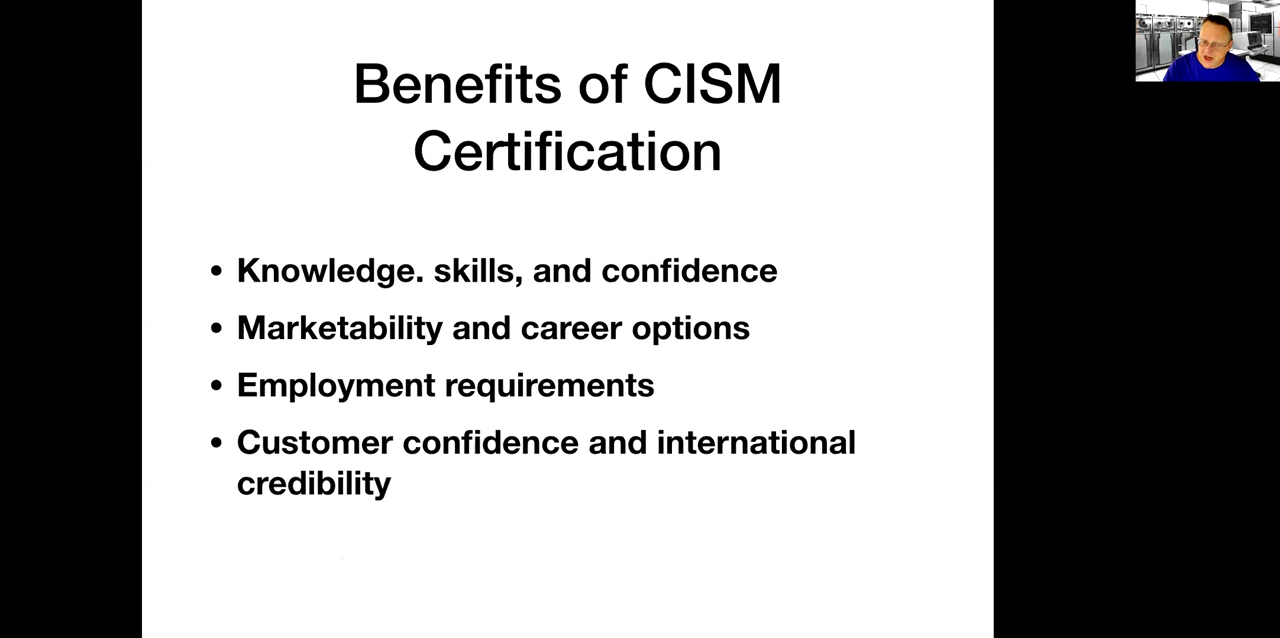 Benefits of CISM
Certification
• Knowledge. skills, and confidence
• Marketability and career options
• Employment requirements
• Customer confidence and international
credibility